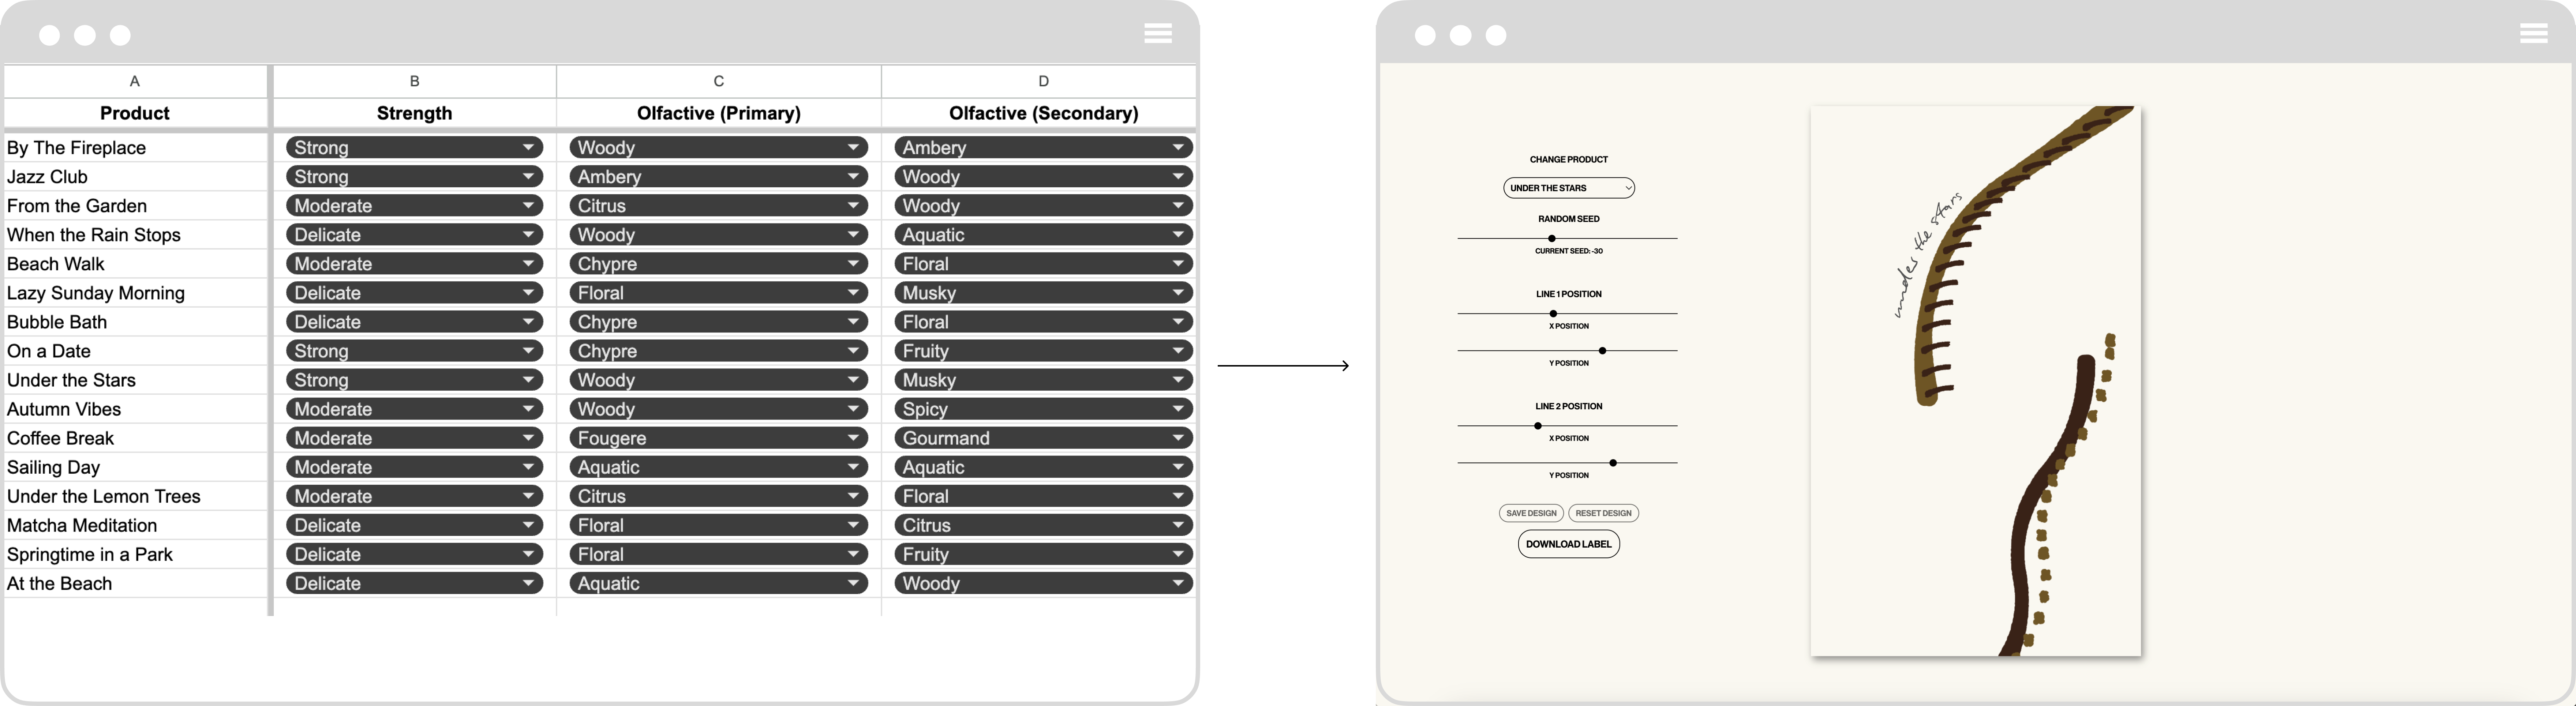 A B C D
Product Strength Olfactive (Primary) Olfactive (Secondary)
By The Fireplace Strong Woody Ambery
Jazz Club Strong Ambery Woody
From the Garden Moderate Citrus Woody
When the Rain Stops Delicate Woody Aquatic
Beach Walk Moderate Chypre Floral
Lazy Sunday Morning Delicate Floral Musky
Bubble Bath Delicate Chypre Floral
On a Date Strong Chypre Fruity
Under the Stars Strong Woody Musky
Autumn Vibes Moderate Woody Spicy
Coffee Break Moderate Fougere Gourmand
Sailing Day Moderate Aquatic Aquatic
Under the Lemon Trees Moderate Citrus Floral
Matcha Meditation Delicate Floral Citrus
Springtime in a Park Delicate Floral Fruity
At the Beach Delicate Aquatic Woody
CHANGE PRODUCT
UNDER THE STARS
RANDOM SEED
CURRENT SEED: -30
LINE 1 POSITION
X POSITION
Y POSITION
LINE 2 POSITION
X POSITION
Y POSITION
SAVE DESIGN RESET DESIGN
DOWNLOAD LABEL
under the stars